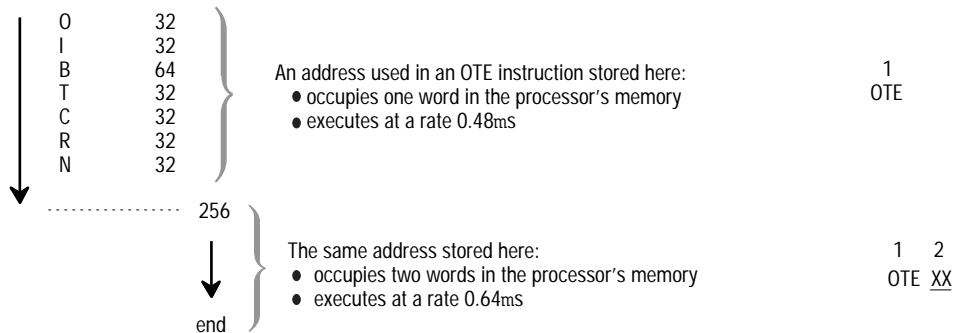 O 32
I 32
B 64
T 32
C 32
R 32
N 32
An address used in an OTE instruction stored here:
● occupies one word in the processor's memory
● executes at a rate 0.48ms
1
OTE
256
end
The same address stored here:
● occupies two words in the processor's memory
● executes at a rate 0.64ms
1 2
OTE XX